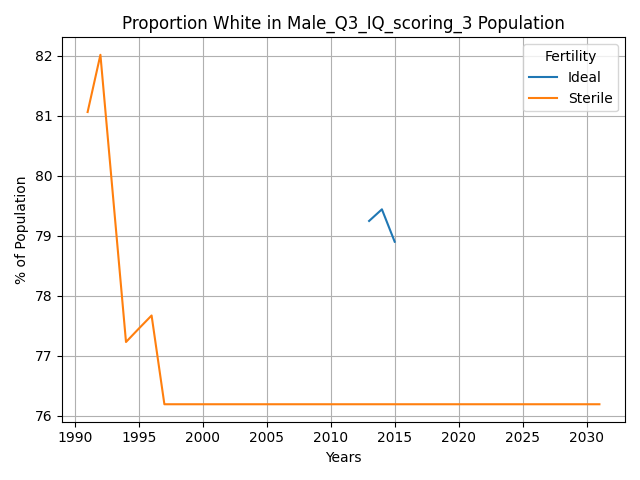 Proportion White in Male_Q3_IQ_scoring_3 Population
Fertility
Ideal
Sterile
% of Population
82
81
80
79
78
77
76
1990
1995
2000
2005
2010
2015
2020
2025
2030
Years